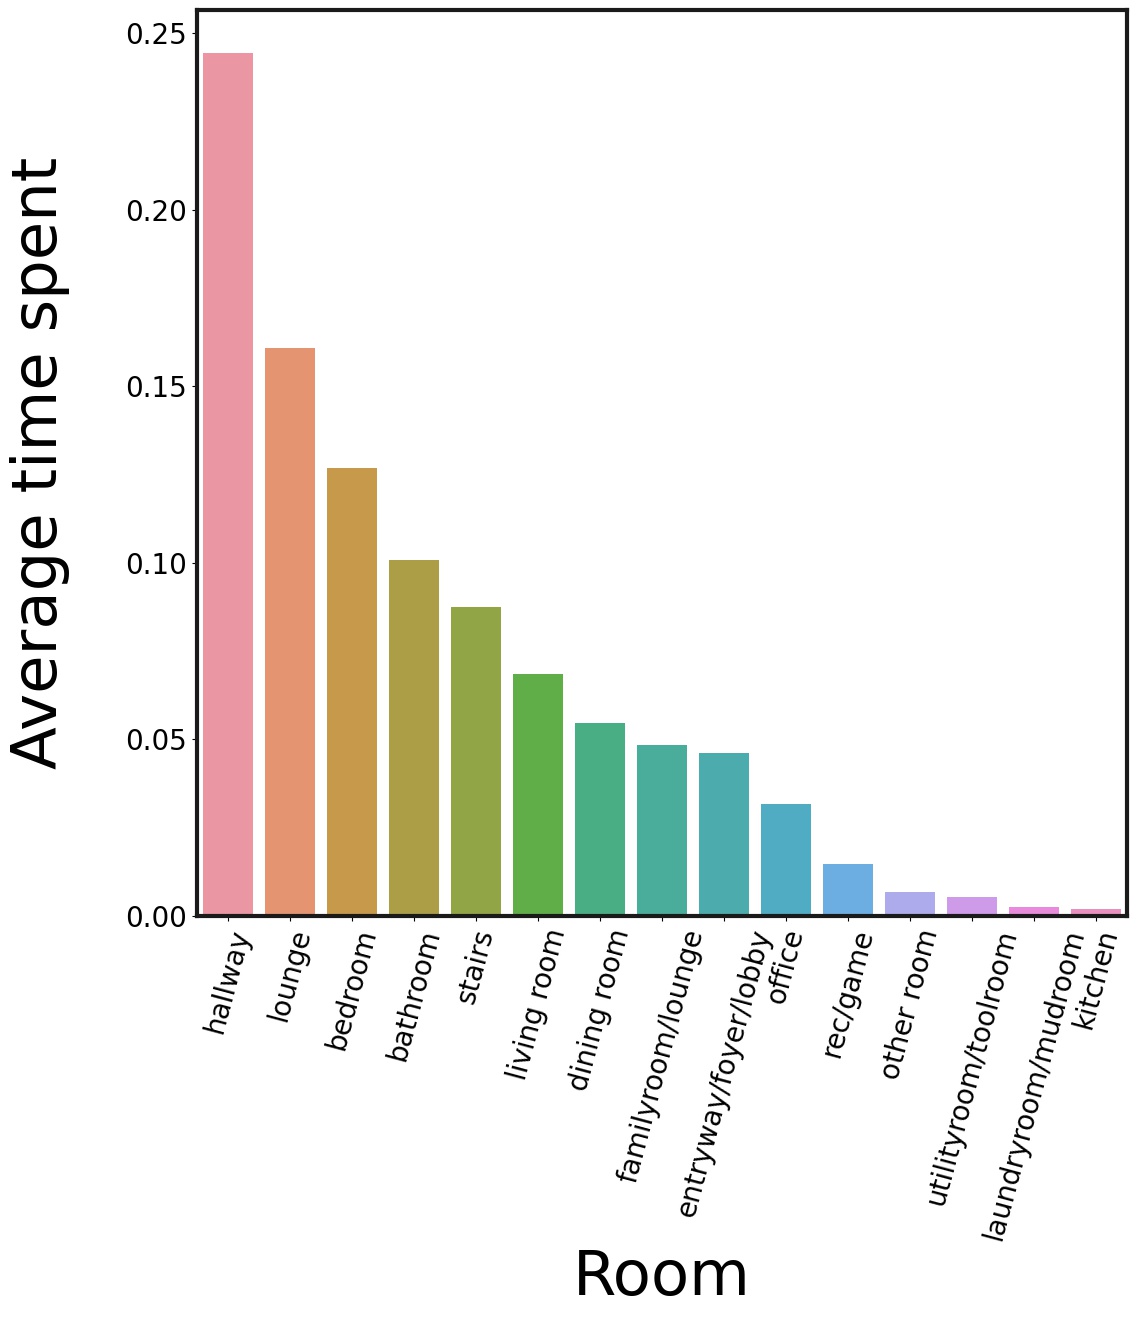 Average time spent
0.25
0.20
0.15
0.10
0.05
0.00
hallway
lounge
bedroom
bathroom
stairs
living room
dining room
familyroom/lounge
entryway/foyer/lobby
office
rec/game
other room
utilityroom/toolroom
laundryroom/mudroom
kitchen
Room